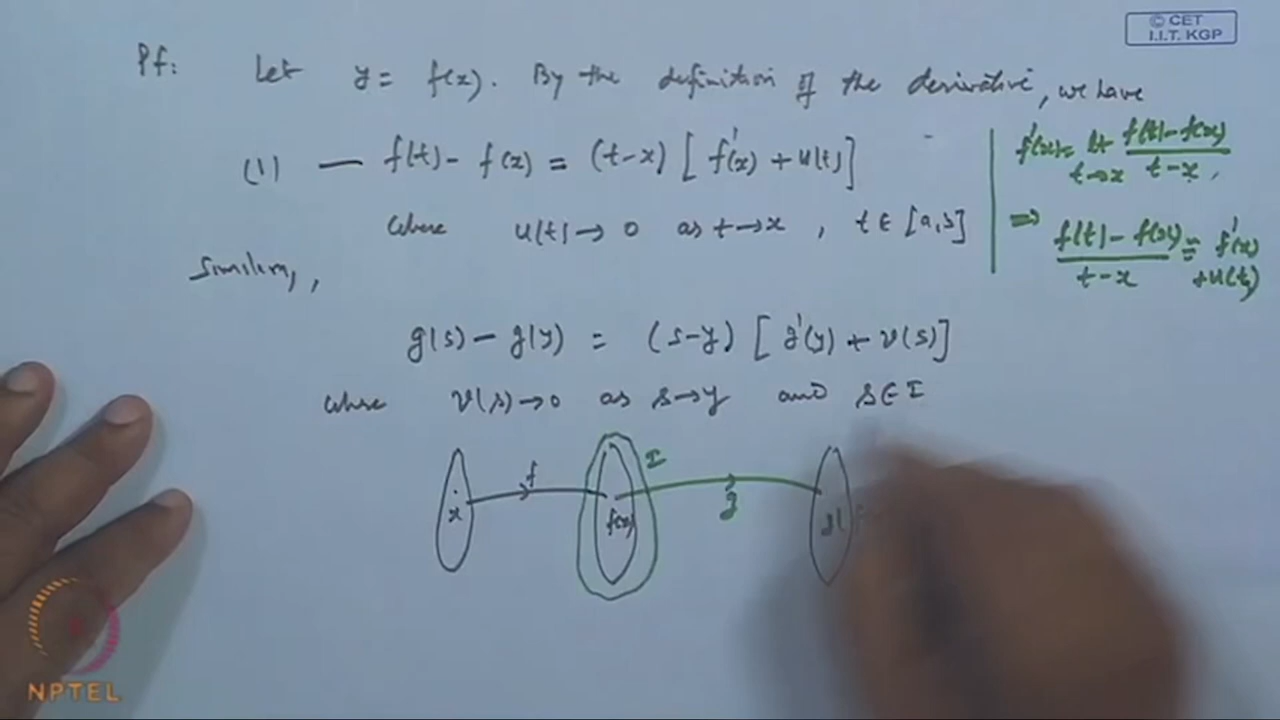 © CET
I.I.T. KGP
Pf: Let y = f(x). By the definition of the derivative, we have
(1) — f(t) - f(x) = (t-x) [ f'(x) + u(t) ]
where u(t) → 0 as t→x , t ∈ [a,b]
f'(x) = lt t→x f(t) - f(x) / t - x ,
⇒ f(t) - f(x) / t - x = f'(x) + u(t)
Similarly,
g(s) - g(y) = (s-y) [ g'(y) + v(s) ]
where v(s) → 0 as s→y and s ∈ I
x f f(x) I g
NPTEL